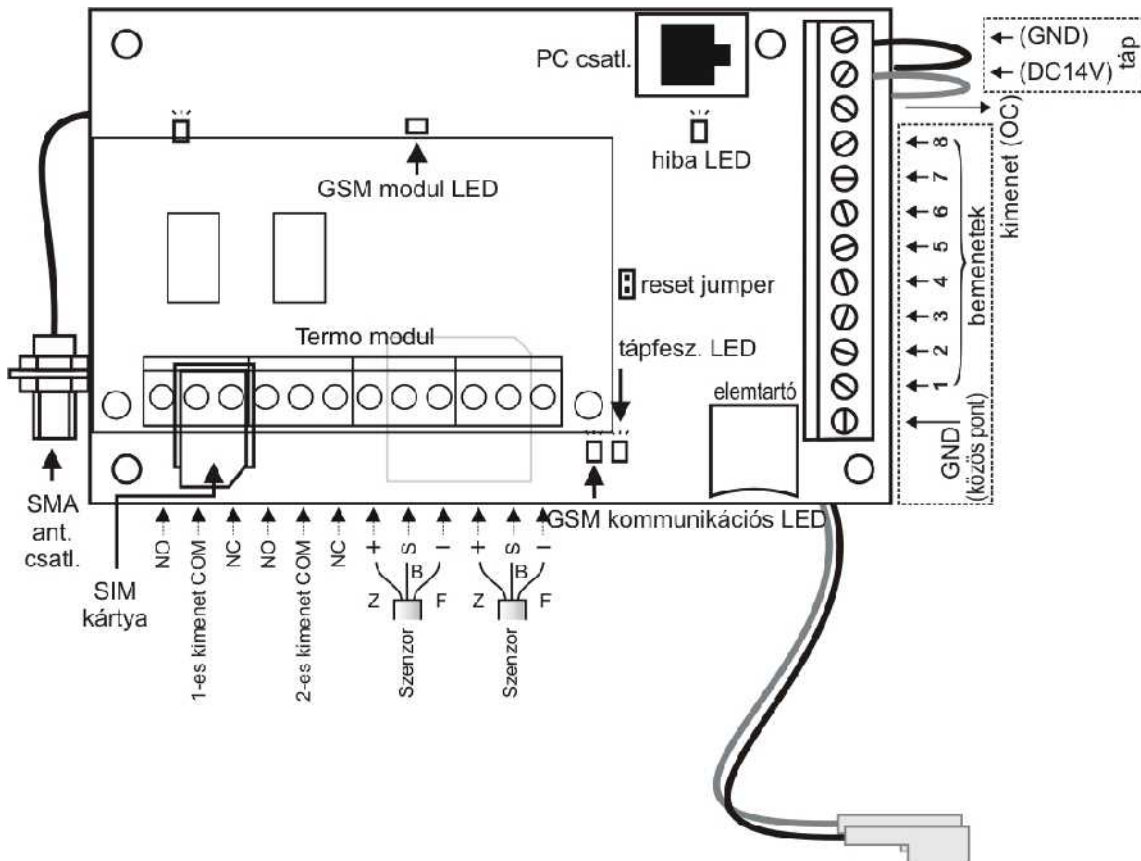 PC csatl.
(GND)
(DC14V)
táp
kimenet (OC)
hiba LED
GSM modul LED
8
7
6
5
4
3
2
1
bemenetek
GND
(közös pont)
reset jumper
Termo modul
tápfesz. LED
elemtartó
SMA
ant.
csatl.
SIM
kártya
GSM kommunikációs LED
NO
1-es kimenet COM
NC
NO
2-es kimenet COM
NC
+
S
–
Z
B
F
Szenzor
+
S
–
Z
B
F
Szenzor